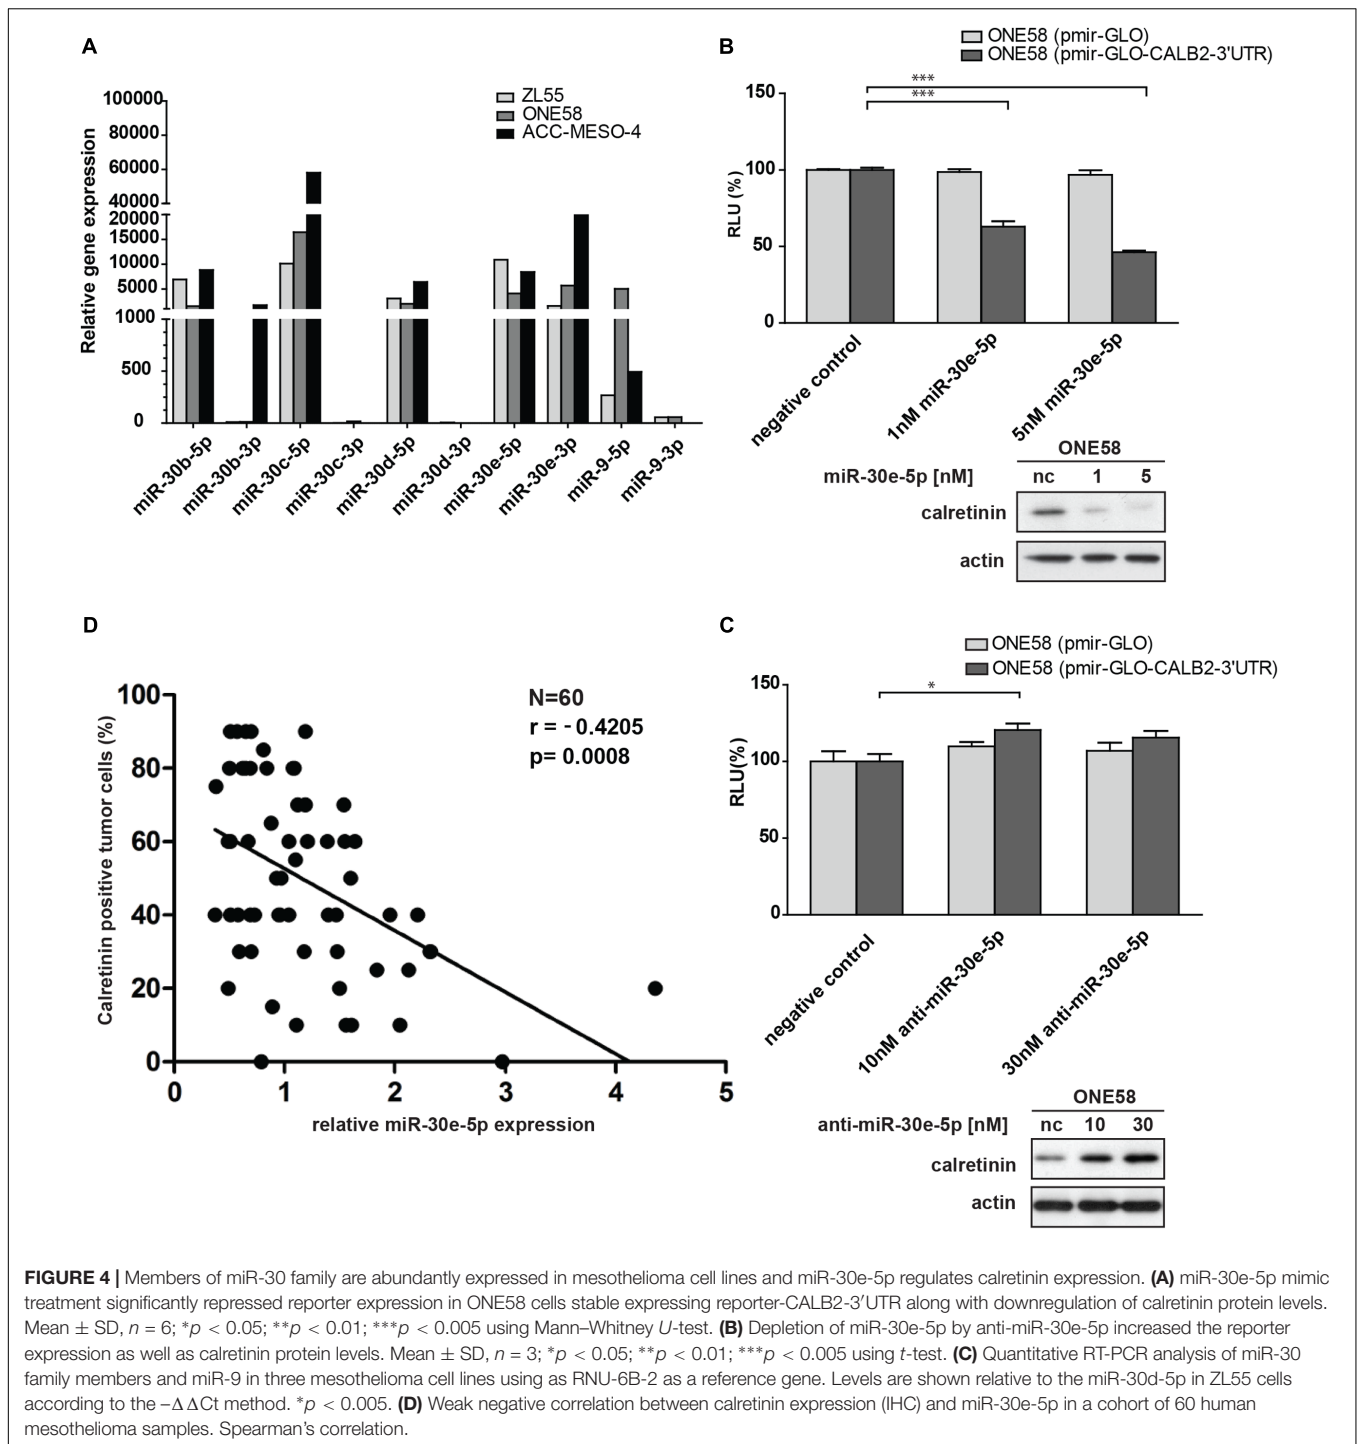 A
ZL55
ONE58
ACC-MESO-4
Relative gene expression
100000
80000
60000
40000
20000
15000
10000
5000
1000
500
0
miR-30b-5p
miR-30b-3p
miR-30c-5p
miR-30c-3p
miR-30d-5p
miR-30d-3p
miR-30e-5p
miR-30e-3p
miR-9-5p
miR-9-3p
B
ONE58 (pmir-GLO)
ONE58 (pmir-GLO-CALB2-3'UTR)
RLU (%)
150
100
50
0
***
***
negative control
1nM miR-30e-5p
5nM miR-30e-5p
ONE58
miR-30e-5p [nM] nc 1 5
calretinin
actin
D
N=60
r = -0.4205
p= 0.0008
Calretinin positive tumor cells (%)
100
80
60
40
20
0
0 1 2 3 4 5
relative miR-30e-5p expression
C
ONE58 (pmir-GLO)
ONE58 (pmir-GLO-CALB2-3'UTR)
RLU(%)
150
100
50
0
*
negative control
10nM anti-miR-30e-5p
30nM anti-miR-30e-5p
ONE58
anti-miR-30e-5p [nM] nc 10 30
calretinin
actin
FIGURE 4 | Members of miR-30 family are abundantly expressed in mesothelioma cell lines and miR-30e-5p regulates calretinin expression. (A) miR-30e-5p mimic
treatment significantly repressed reporter expression in ONE58 cells stable expressing reporter-CALB2-3′UTR along with downregulation of calretinin protein levels.
Mean ± SD, n = 6; *p < 0.05; **p < 0.01; ***p < 0.005 using Mann–Whitney U-test. (B) Depletion of miR-30e-5p by anti-miR-30e-5p increased the reporter
expression as well as calretinin protein levels. Mean ± SD, n = 3; *p < 0.05; **p < 0.01; ***p < 0.005 using t-test. (C) Quantitative RT-PCR analysis of miR-30
family members and miR-9 in three mesothelioma cell lines using as RNU-6B-2 as a reference gene. Levels are shown relative to the miR-30d-5p in ZL55 cells
according to the –ΔΔCt method. *p < 0.005. (D) Weak negative correlation between calretinin expression (IHC) and miR-30e-5p in a cohort of 60 human
mesothelioma samples. Spearman's correlation.